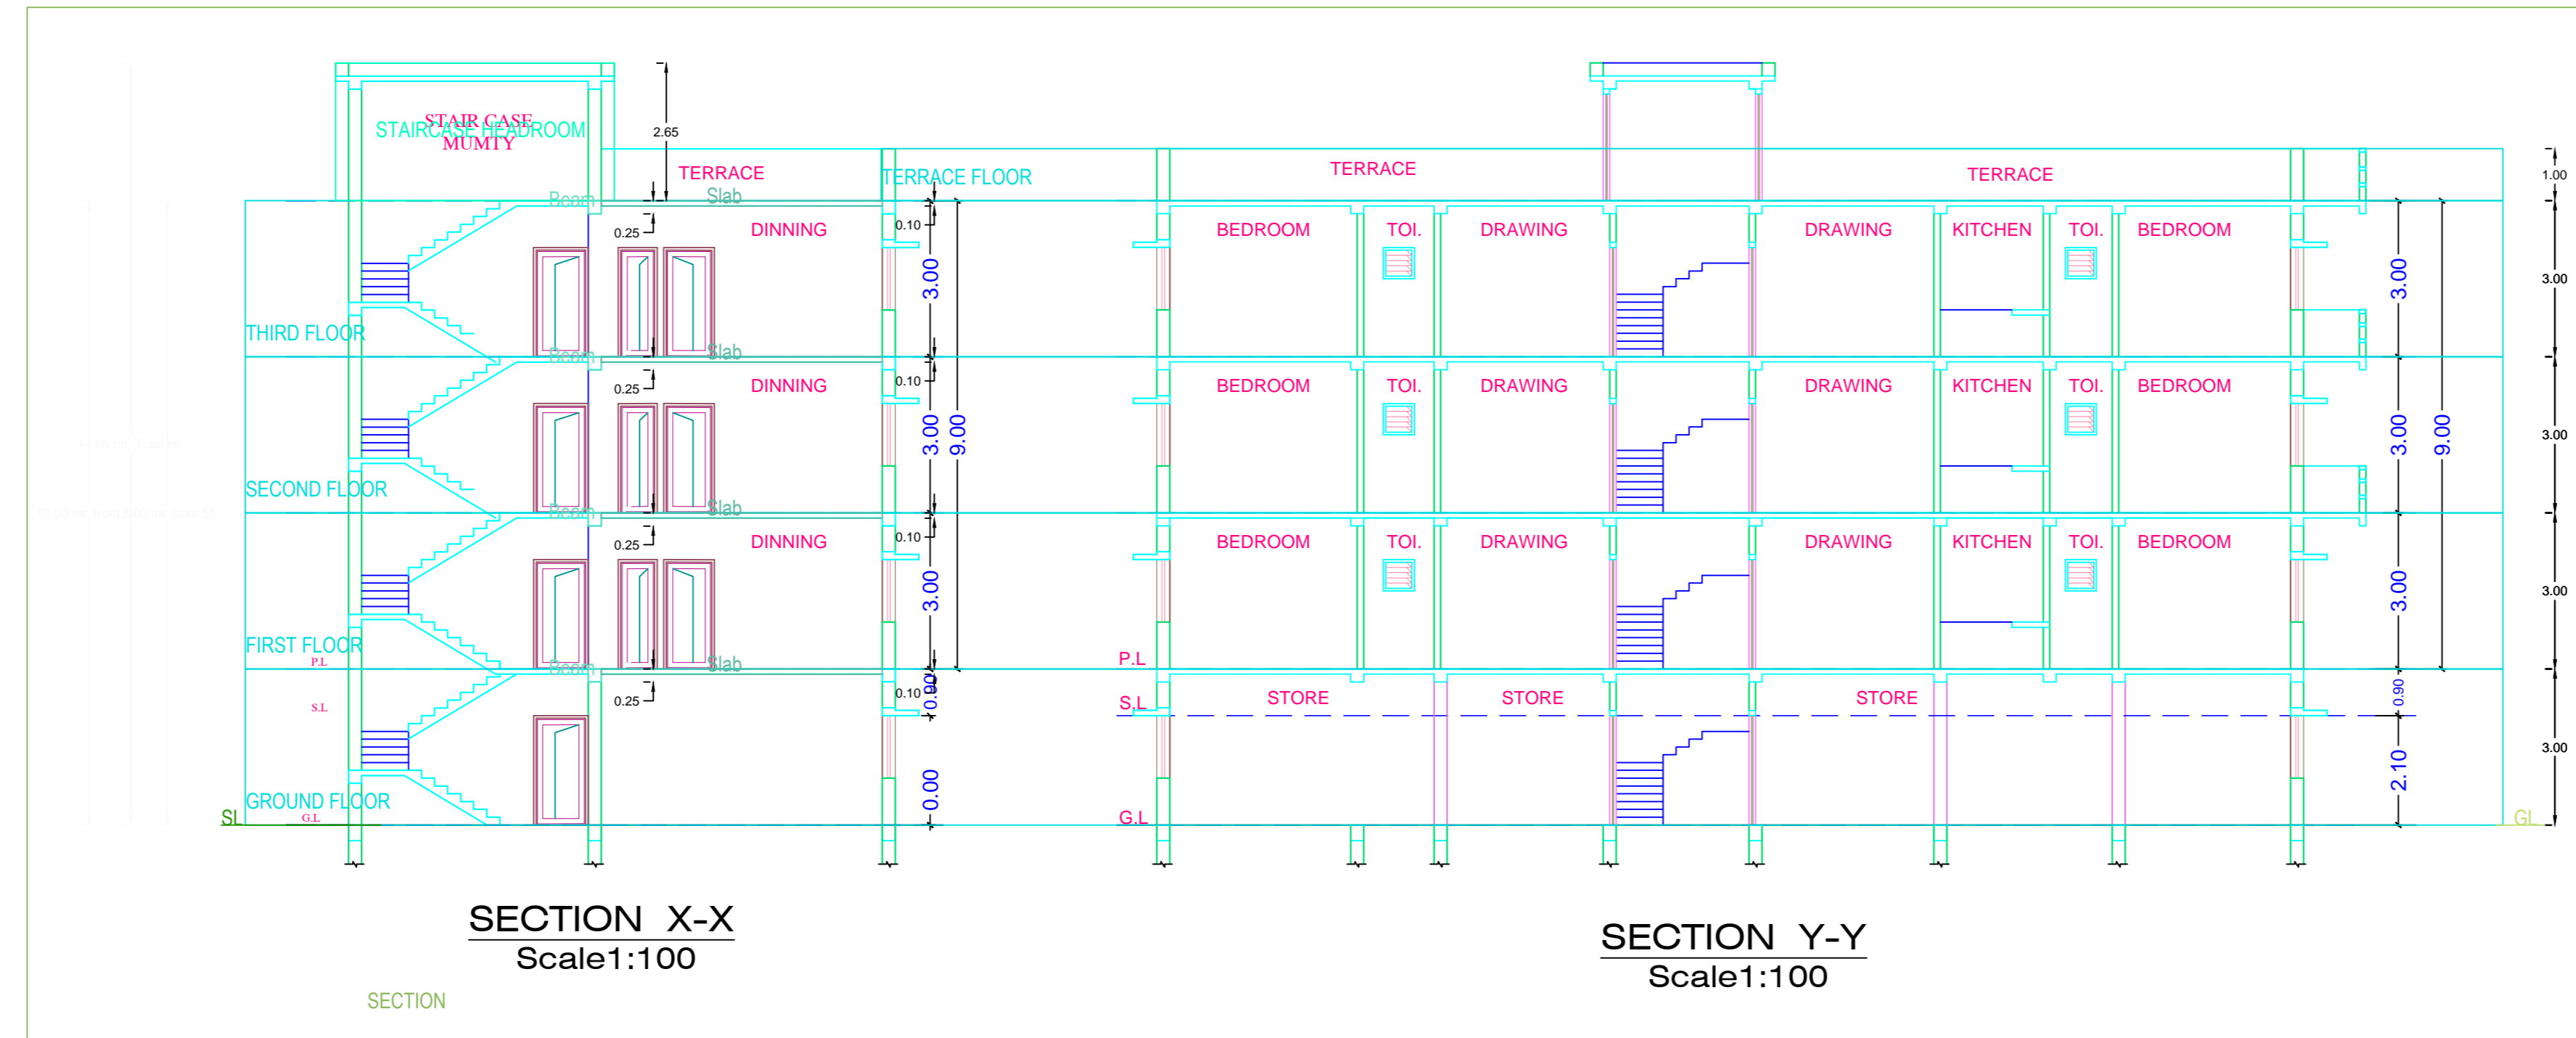 STAIR CASE
STAIRCASE HEADROOM
MUMTY
2.65
TERRACE
TERRACE FLOOR
TERRACE
TERRACE
1.00
Beam
Slab
0.25
DINNING
0.10
3.00
BEDROOM
TOI.
DRAWING
DRAWING
KITCHEN
TOI.
BEDROOM
3.00
3.00
THIRD FLOOR
Beam
Slab
0.25
DINNING
0.10
3.00
9.00
BEDROOM
TOI.
DRAWING
DRAWING
KITCHEN
TOI.
BEDROOM
3.00
9.00
3.00
SECOND FLOOR
Beam
Slab
0.25
DINNING
0.10
3.00
BEDROOM
TOI.
DRAWING
DRAWING
KITCHEN
TOI.
BEDROOM
3.00
3.00
FIRST FLOOR
P.L
Beam
Slab
P.L
S.L
0.25
0.10
0.90
S.L
STORE
STORE
STORE
0.90
3.00
2.10
GROUND FLOOR
G.L
SL
0.00
G.L
GL
SECTION X-X
Scale1:100
SECTION Y-Y
Scale1:100
SECTION